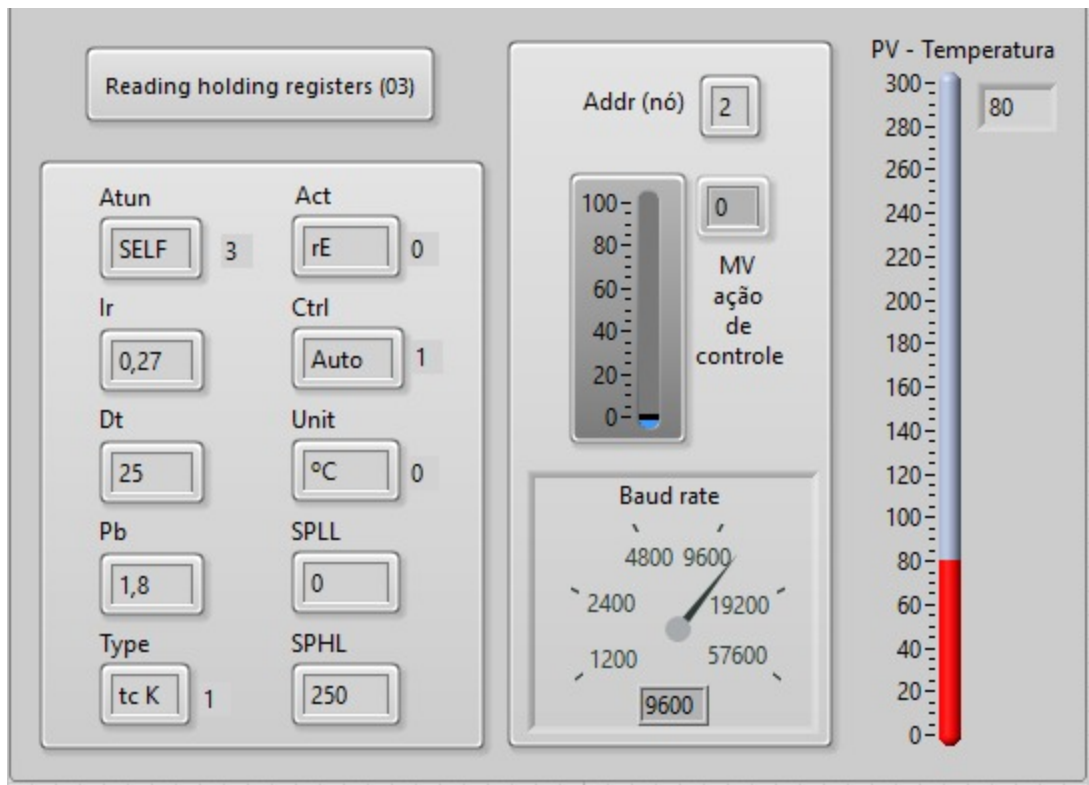 Reading holding registers (03)
Atun
SELF
3
Act
rE
0
Ir
0,27
Ctrl
Auto
1
Dt
25
Unit
ºC
0
Pb
1,8
SPLL
0
Type
tc K
1
SPHL
250
Addr (nó)
2
100
80
60
40
20
0
0
MV
ação
de
controle
Baud rate
1200
2400
4800
9600
19200
57600
9600
PV - Temperatura
80
300
280
260
240
220
200
180
160
140
120
100
80
60
40
20
0